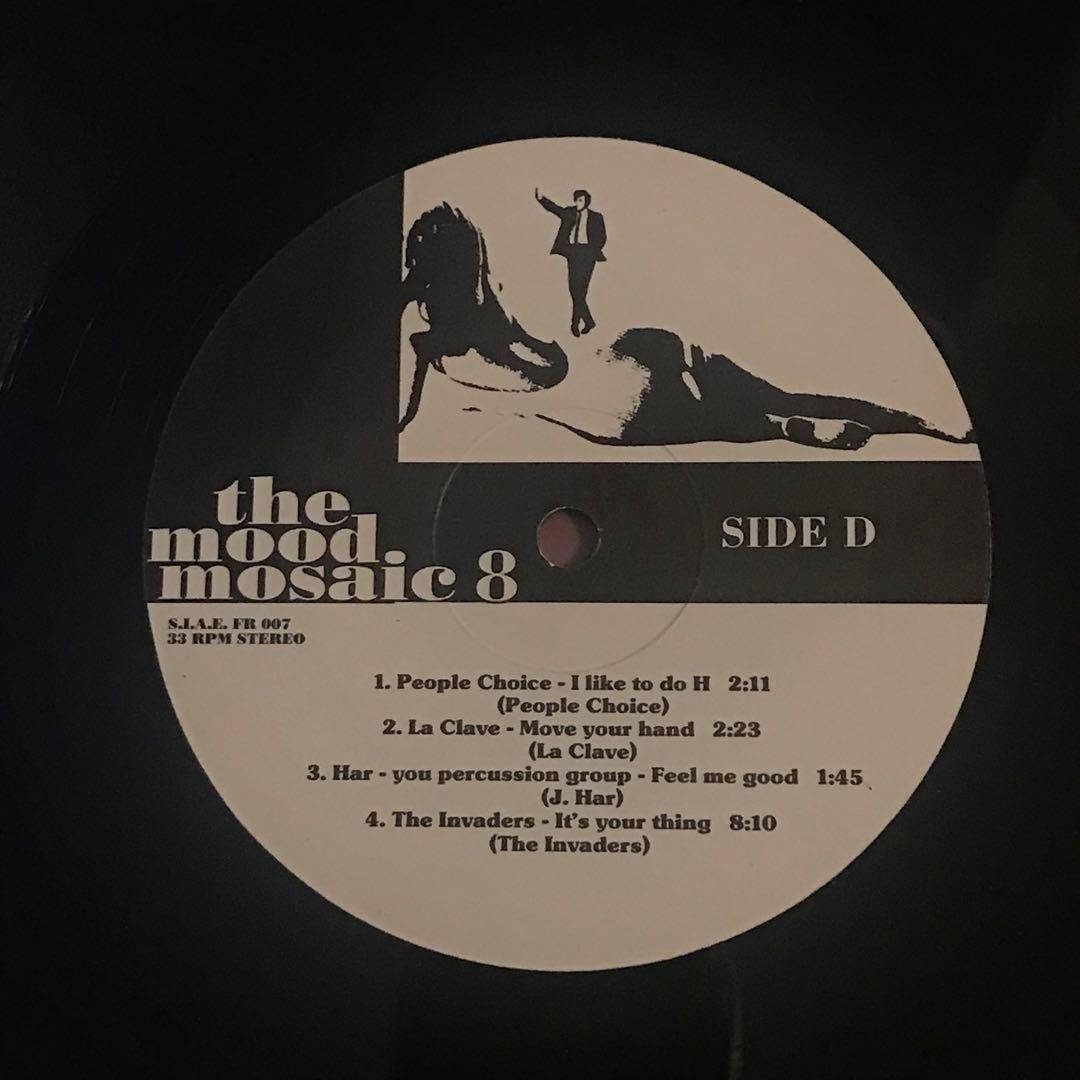 the
mood
mosaic 8
SIDE D
S.I.A.E. FR 007
33 RPM STEREO
1. People Choice - I like to do H 2:11
(People Choice)
2. La Clave - Move your hand 2:23
(La Clave)
3. Har - you percussion group - Feel me good 1:45
(J. Har)
4. The Invaders - It's your thing 8:10
(The Invaders)